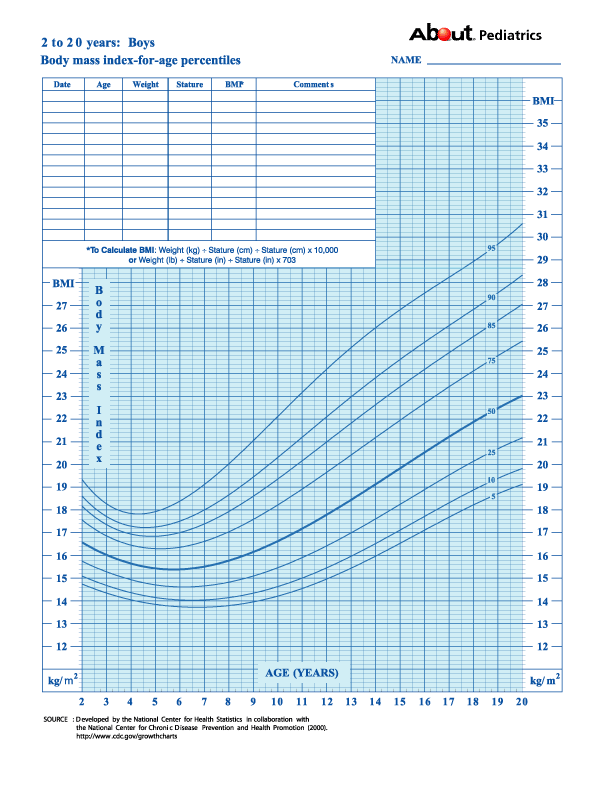 2 to 20 years: Boys
Body mass index-for-age percentiles
About. Pediatrics
NAME
Date Age Weight Stature BMI* Comments
*To Calculate BMI: Weight (kg) ÷ Stature (cm) ÷ Stature (cm) x 10,000
or Weight (lb) ÷ Stature (in) ÷ Stature (in) x 703
BMI
35
34
33
32
31
30
29
28
27
26
25
24
23
22
21
20
19
18
17
16
15
14
13
12
kg/m²
95
90
85
75
50
25
10
5
BMI
27
26
25
24
23
22
21
20
19
18
17
16
15
14
13
12
kg/m²
Body Mass Index
AGE (YEARS)
2 3 4 5 6 7 8 9 10 11 12 13 14 15 16 17 18 19 20
SOURCE : Developed by the National Center for Health Statistics in collaboration with
the National Center for Chronic Disease Prevention and Health Promotion (2000).
http://www.cdc.gov/growthcharts